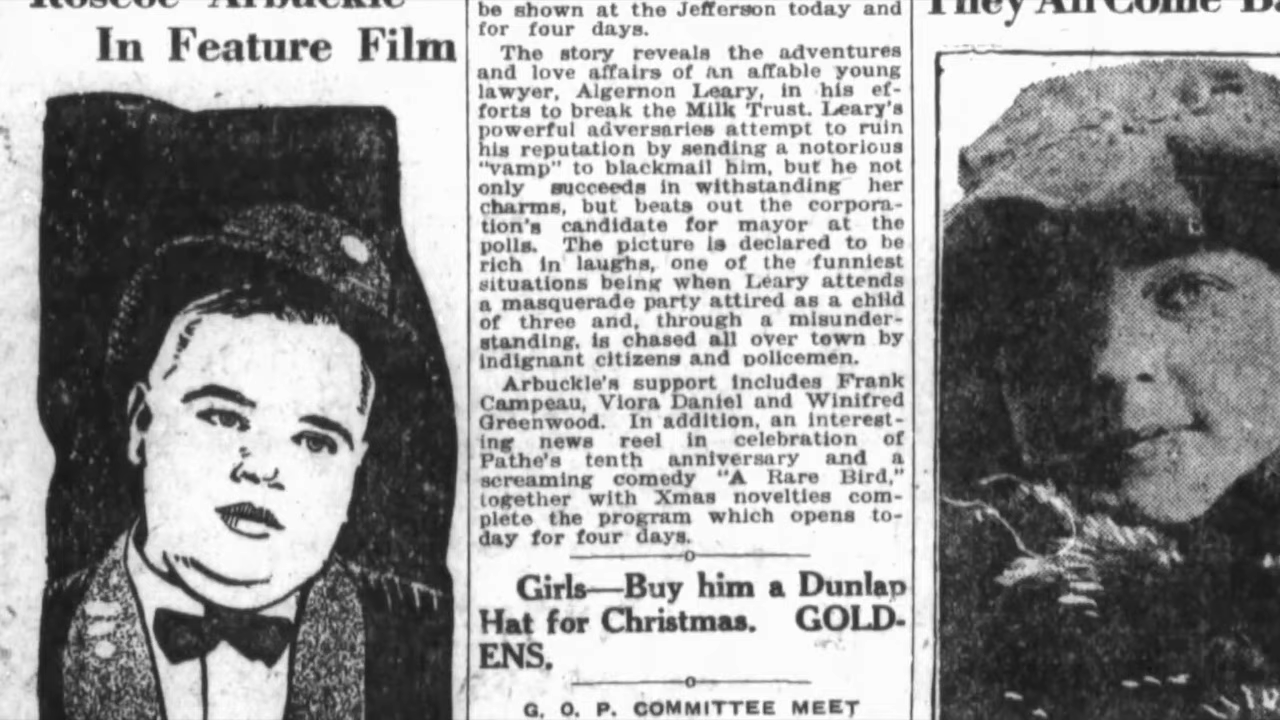 Roscoe Arbuckle
In Feature Film
be shown at the Jefferson today and
for four days.
The story reveals the adventures
and love affairs of an affable young
lawyer, Algernon Leary, in his ef-
forts to break the Milk Trust. Leary's
powerful adversaries attempt to ruin
his reputation by sending a notorious
"vamp" to blackmail him, but he not
only succeeds in withstanding her
charms, but beats out the corpora-
tion's candidate for mayor at the
polls. The picture is declared to be
rich in laughs, one of the funniest
situations being when Leary attends
a masquerade party attired as a child
of three and, through a misunder-
standing, is chased all over town by
indignant citizens and policemen.
Arbuckle's support includes Frank
Campeau, Viora Daniel and Winifred
Greenwood. In addition, an interest-
ing news reel in celebration of
Pathe's tenth anniversary and a
screaming comedy "A Rare Bird,"
together with Xmas novelties com-
plete the program which opens to-
day for four days.
Girls—Buy him a Dunlap
Hat for Christmas. GOLD-
ENS.
G. O. P. COMMITTEE MEET
They All Come